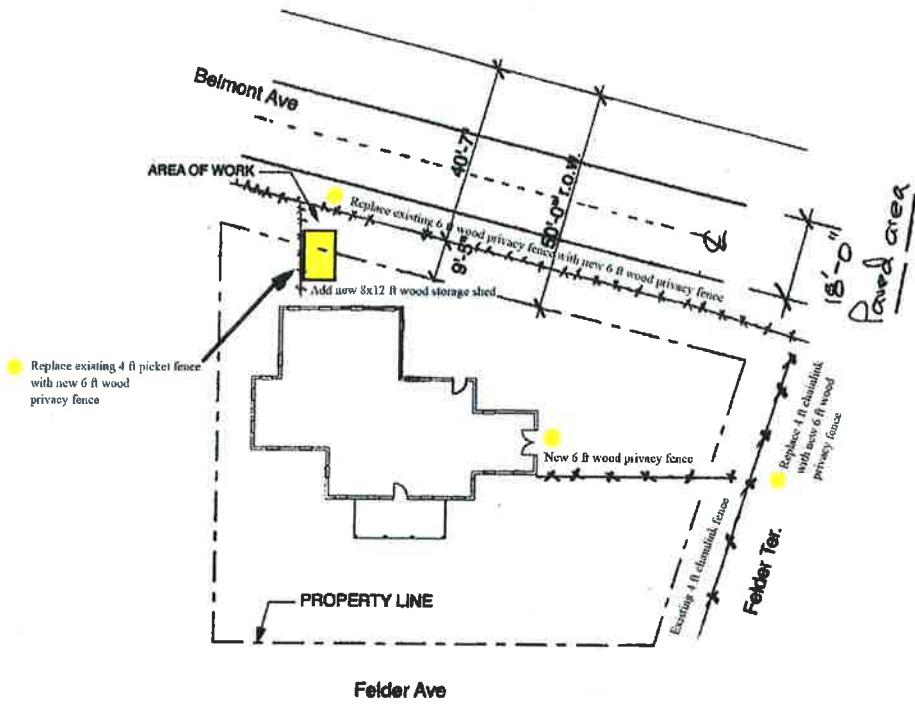 Belmont Ave
AREA OF WORK
40'-7"
50'-0" r.o.w.
9'-5"
Replace existing 6 ft wood privacy fence with new 6 ft wood privacy fence
18'-0"
Paved area
Add new 8x12 ft wood storage shed
Replace existing 4 ft picket fence
with new 6 ft wood
privacy fence
New 6 ft wood privacy fence
Replace 4 ft chainlink
with new 6 ft wood
privacy fence
Existing 4 ft chainlink fence
Felder Ter.
PROPERTY LINE
Felder Ave